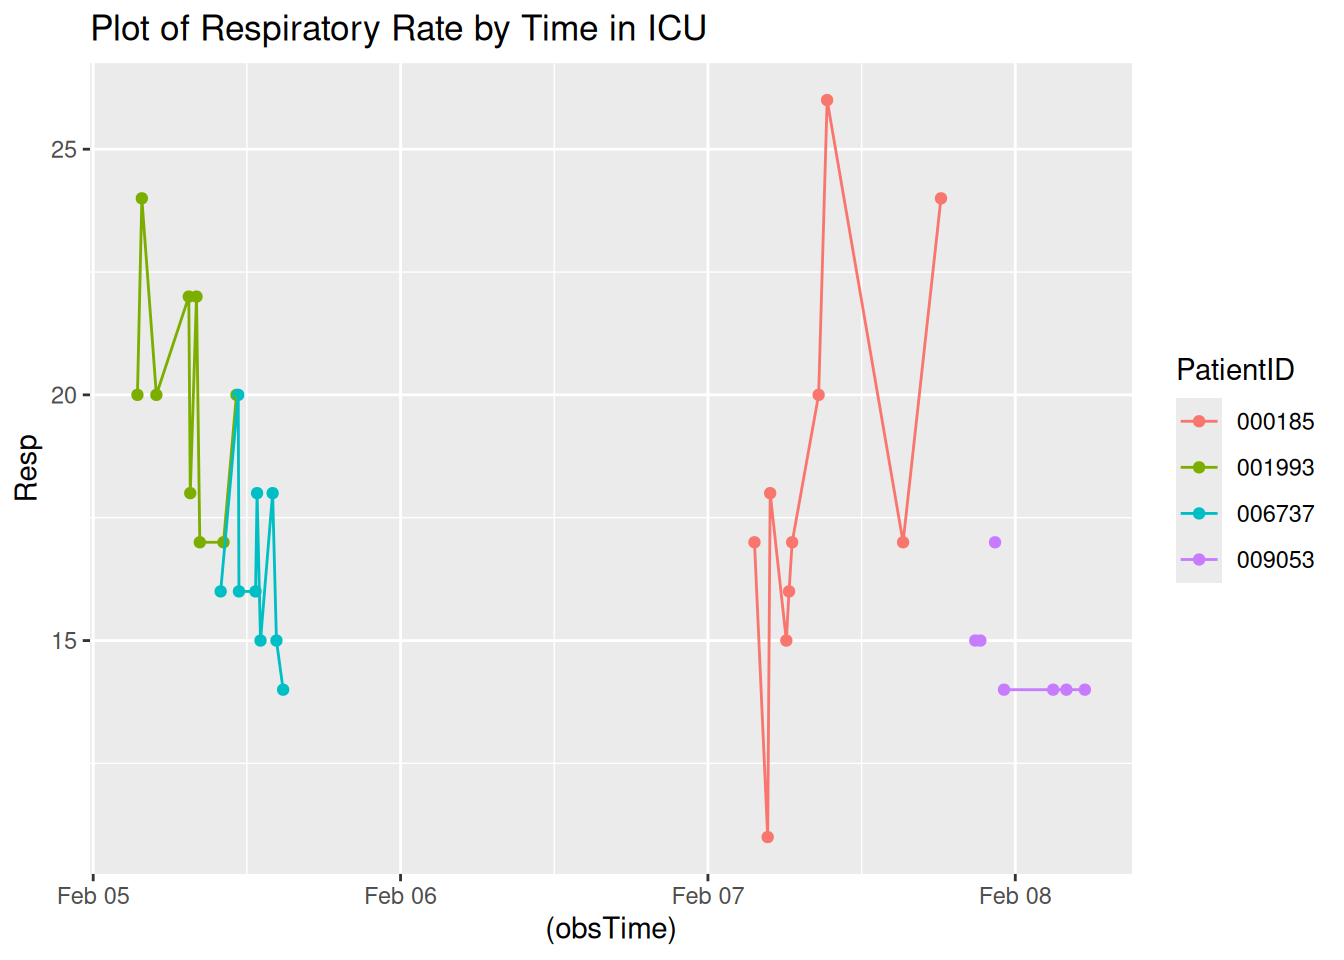 Plot of Respiratory Rate by Time in ICU
25
20
15
Resp
Feb 05
Feb 06
Feb 07
Feb 08
(obsTime)
PatientID
000185
001993
006737
009053